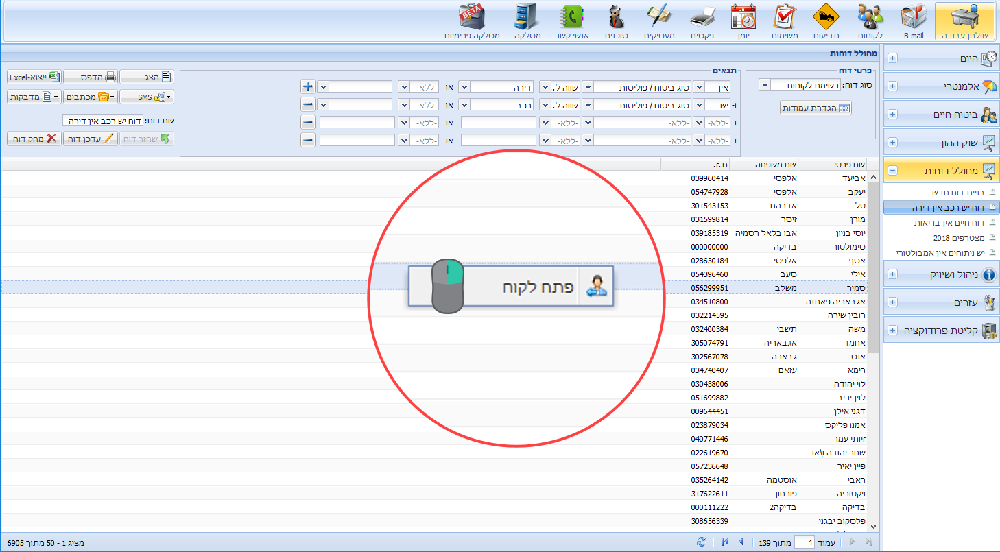 שולחן עבודה
B-mail
לקוחות
תביעות
משימות
יומן
פקסים
מעסיקים
סוכנים
אנשי קשר
מסלקה
מסלקה פרימיום
BETA
JUL
היום
אלמנטרי
ביטוח חיים
שוק ההון
מחולל דוחות
בניית דוח חדש
דוח יש רכב אין דירה
דוח חיים אין בריאות
מצטרפים 2018
יש ניתוחים אין אמבולטורי
ניהול ושיווק
עזרים
קליטת פרודוקציה
מחולל דוחות
פרטי דוח
סוג דוח: רשימת לקוחות
הגדרת עמודות
תנאים
אין סוג ביטוח / פוליסות שווה ל. דירה או -ללא-
ו- יש סוג ביטוח / פוליסות שווה ל. רכב או -ללא-
ו- -ללא- -ללא- -ללא- או -ללא-
ו- -ללא- -ללא- -ללא- או -ללא-
הצג הדפס ייצוא-Excel
SMS מכתבים מדבקות
שם דוח: דוח יש רכב אין דירה
שחזר דוח עדכן דוח מחק דוח
שם פרטי שם משפחה ת.ז.
אביעד אלפסי 039960414
יעקב אלפסי 054747928
טל אברהם 301543153
מורן זיסר 031599814
יוסי בניון אבו בלאל רסמיה 039185319
סימולטור בדיקה 000000000
אסף אלפסי 028630184
אילי סעב 054396460
סמיר משלב 056299951
אגבאריה פאתנה 034510800
רובין שירה 032214595
משה תשבי 032400384
אחמד אגבאריה 305074791
אנס גבארה 302567078
רימא עזאם 034740407
לוי יהודה 030438006
לוין יריב 051699882
דגני אילן 009644451
אמנו פליקס 023879034
זיותי עמר 040771446
שחר יהודה ו\או ... 022619670
פיין יאיר 057236648
ראבי אוסטמה 035264142
ויקטוריה פורחון 317622611
בדיקה בדיקה2 000111222
פלסקוב יבגני 308656339
פתח לקוח
עמוד 1 מתוך 139
מציג 1 - 50 מתוך 6905